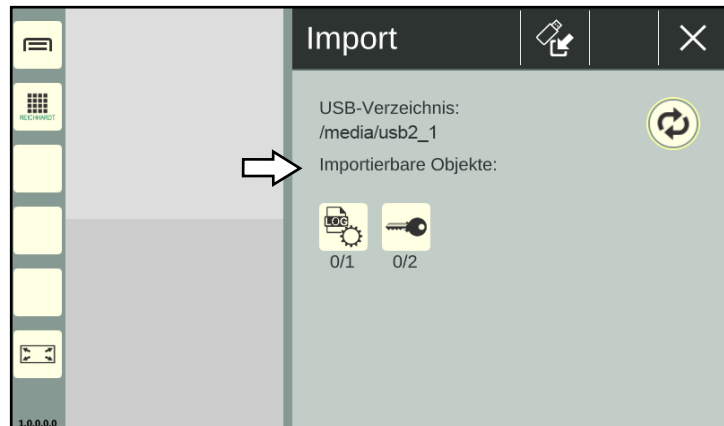 Import
REICHHARDT
USB-Verzeichnis:
/media/usb2_1
Importierbare Objekte:
LOG
0/1
0/2
1.0.0.0.0